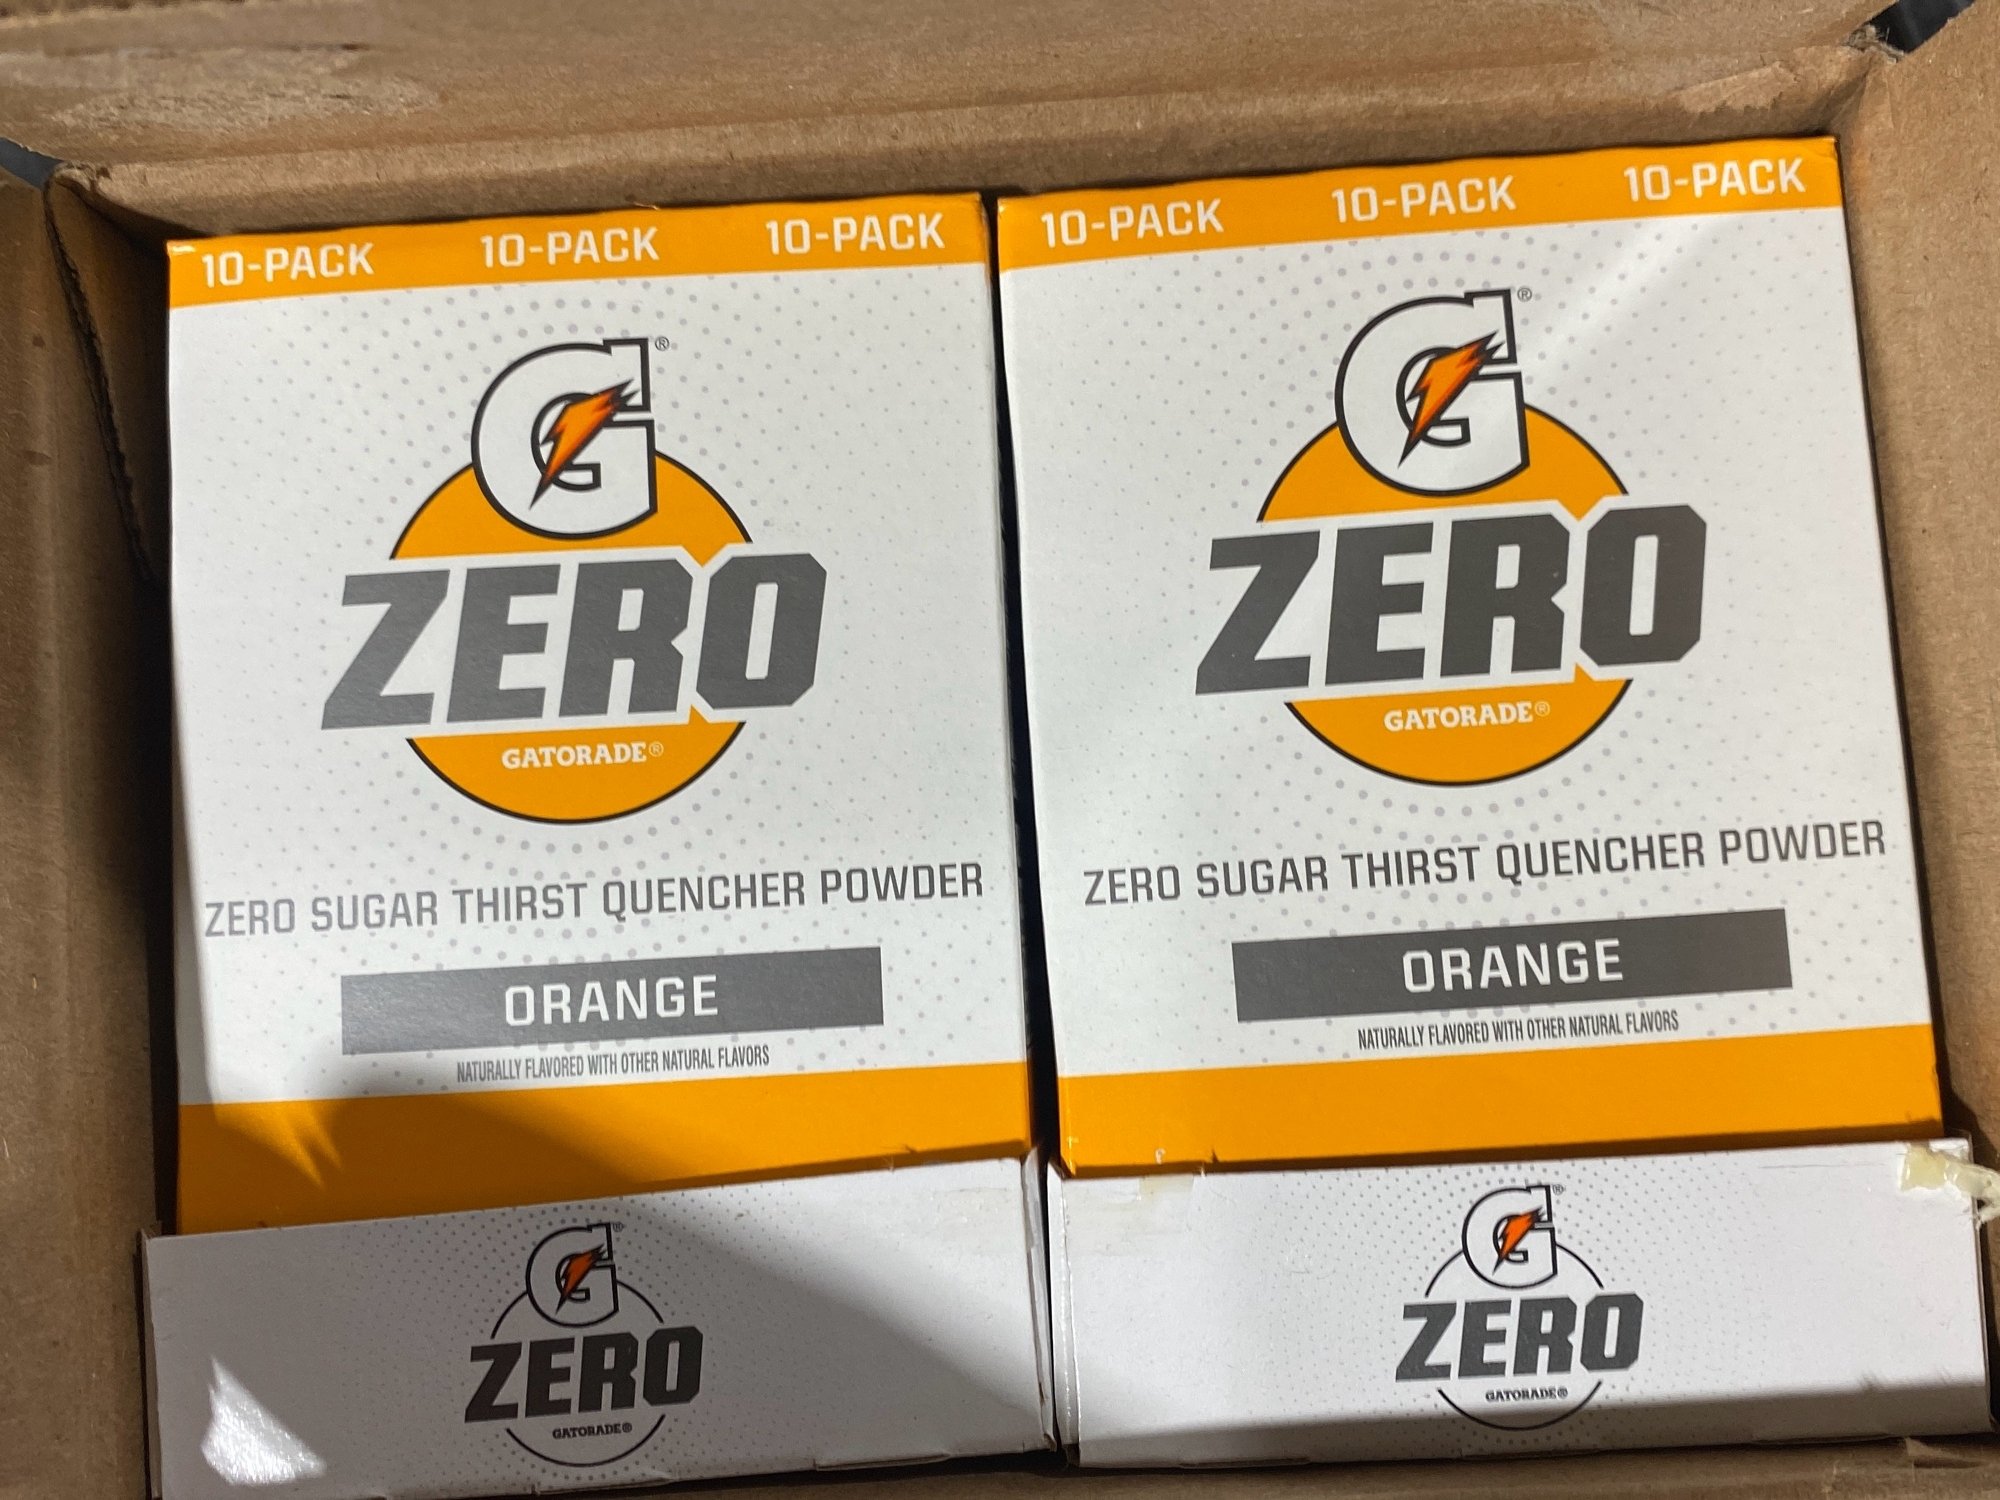 10-PACK 10-PACK 10-PACK
G®
ZERO
GATORADE®
ZERO SUGAR THIRST QUENCHER POWDER
ORANGE
NATURALLY FLAVORED WITH OTHER NATURAL FLAVORS
G®
ZERO
GATORADE®
10-PACK 10-PACK 10-PACK
G®
ZERO
GATORADE®
ZERO SUGAR THIRST QUENCHER POWDER
ORANGE
NATURALLY FLAVORED WITH OTHER NATURAL FLAVORS
G®
ZERO
GATORADE®